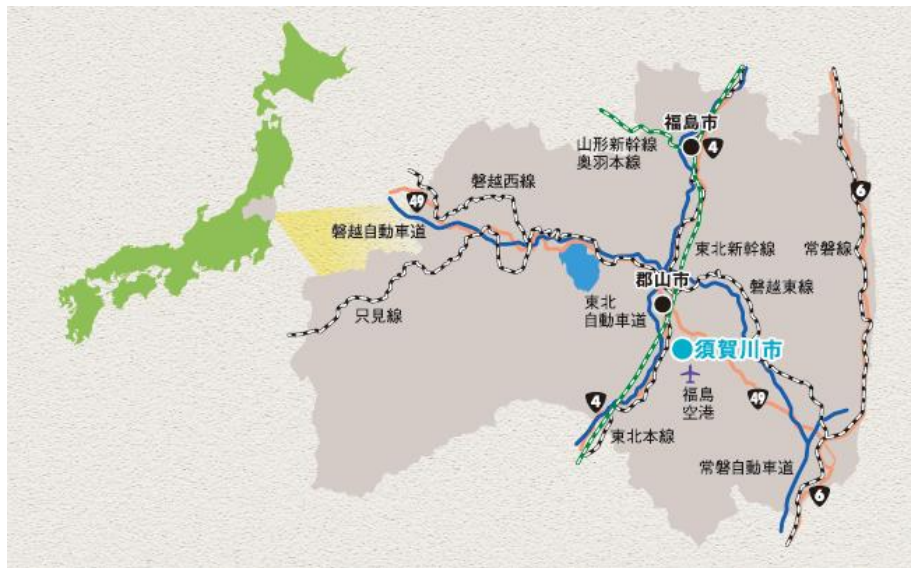 福島市
4
山形新幹線
奥羽本線
磐越西線
49
6
磐越自動車道
東北新幹線
常磐線
郡山市
磐越東線
東北
自動車道
只見線
須賀川市
福島
空港
4
49
東北本線
常磐自動車道
6